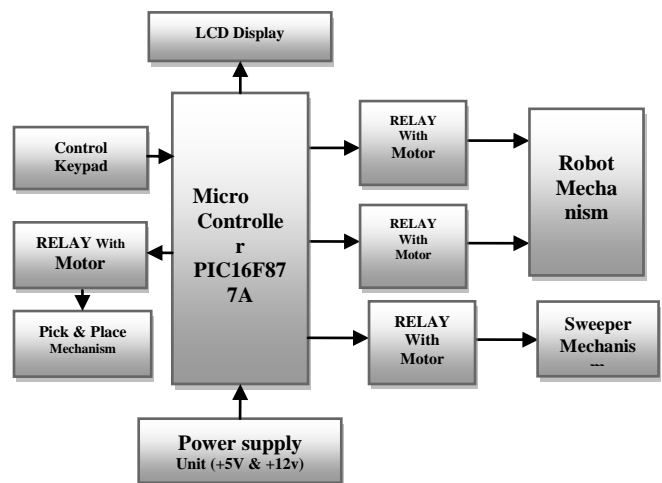 LCD Display
Control
Keypad
Micro
Controlle
r
PIC16F87
7A
RELAY
With
Motor
Robot
Mecha
nism
RELAY With
Motor
RELAY
With
Motor
Pick & Place
Mechanism
RELAY
With
Motor
Sweeper
Mechanis
Power supply
Unit (+5V & +12v)